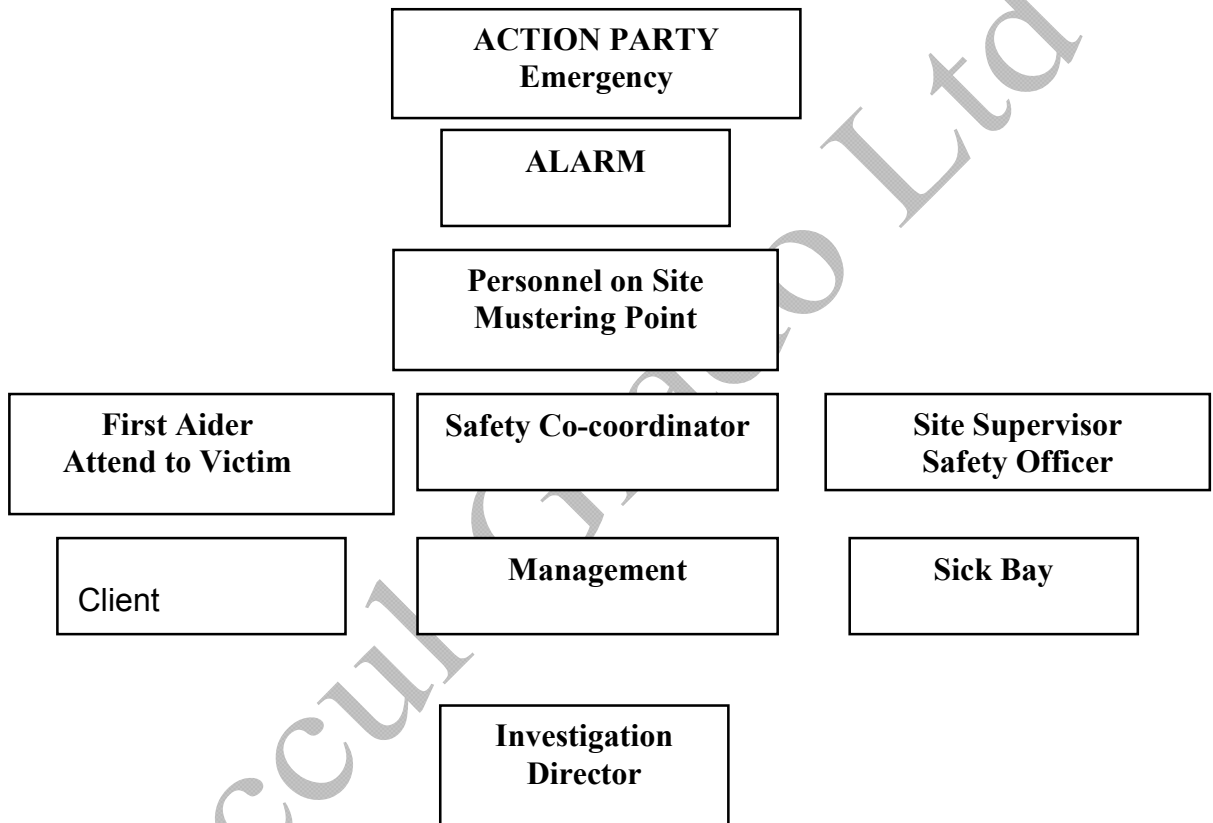 ACTION PARTY
Emergency
ALARM
Personnel on Site
Mustering Point
First Aider
Attend to Victim
Safety Co-coordinator
Site Supervisor
Safety Officer
Client
Management
Sick Bay
Investigation
Director
Ltd